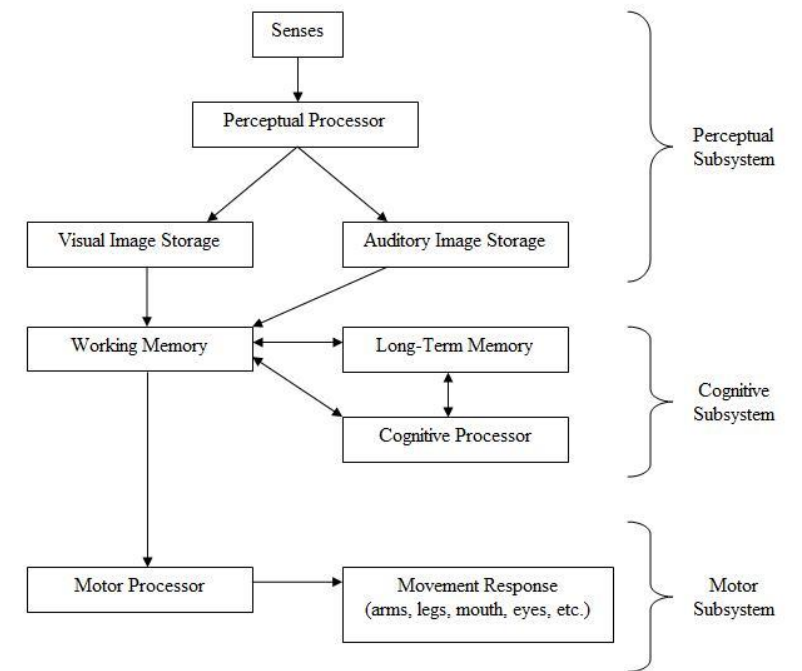 Senses
Perceptual Processor
Perceptual
Subsystem
Visual Image Storage
Auditory Image Storage
Working Memory
Long-Term Memory
Cognitive Processor
Cognitive
Subsystem
Motor Processor
Movement Response
(arms, legs, mouth, eyes, etc.)
Motor
Subsystem